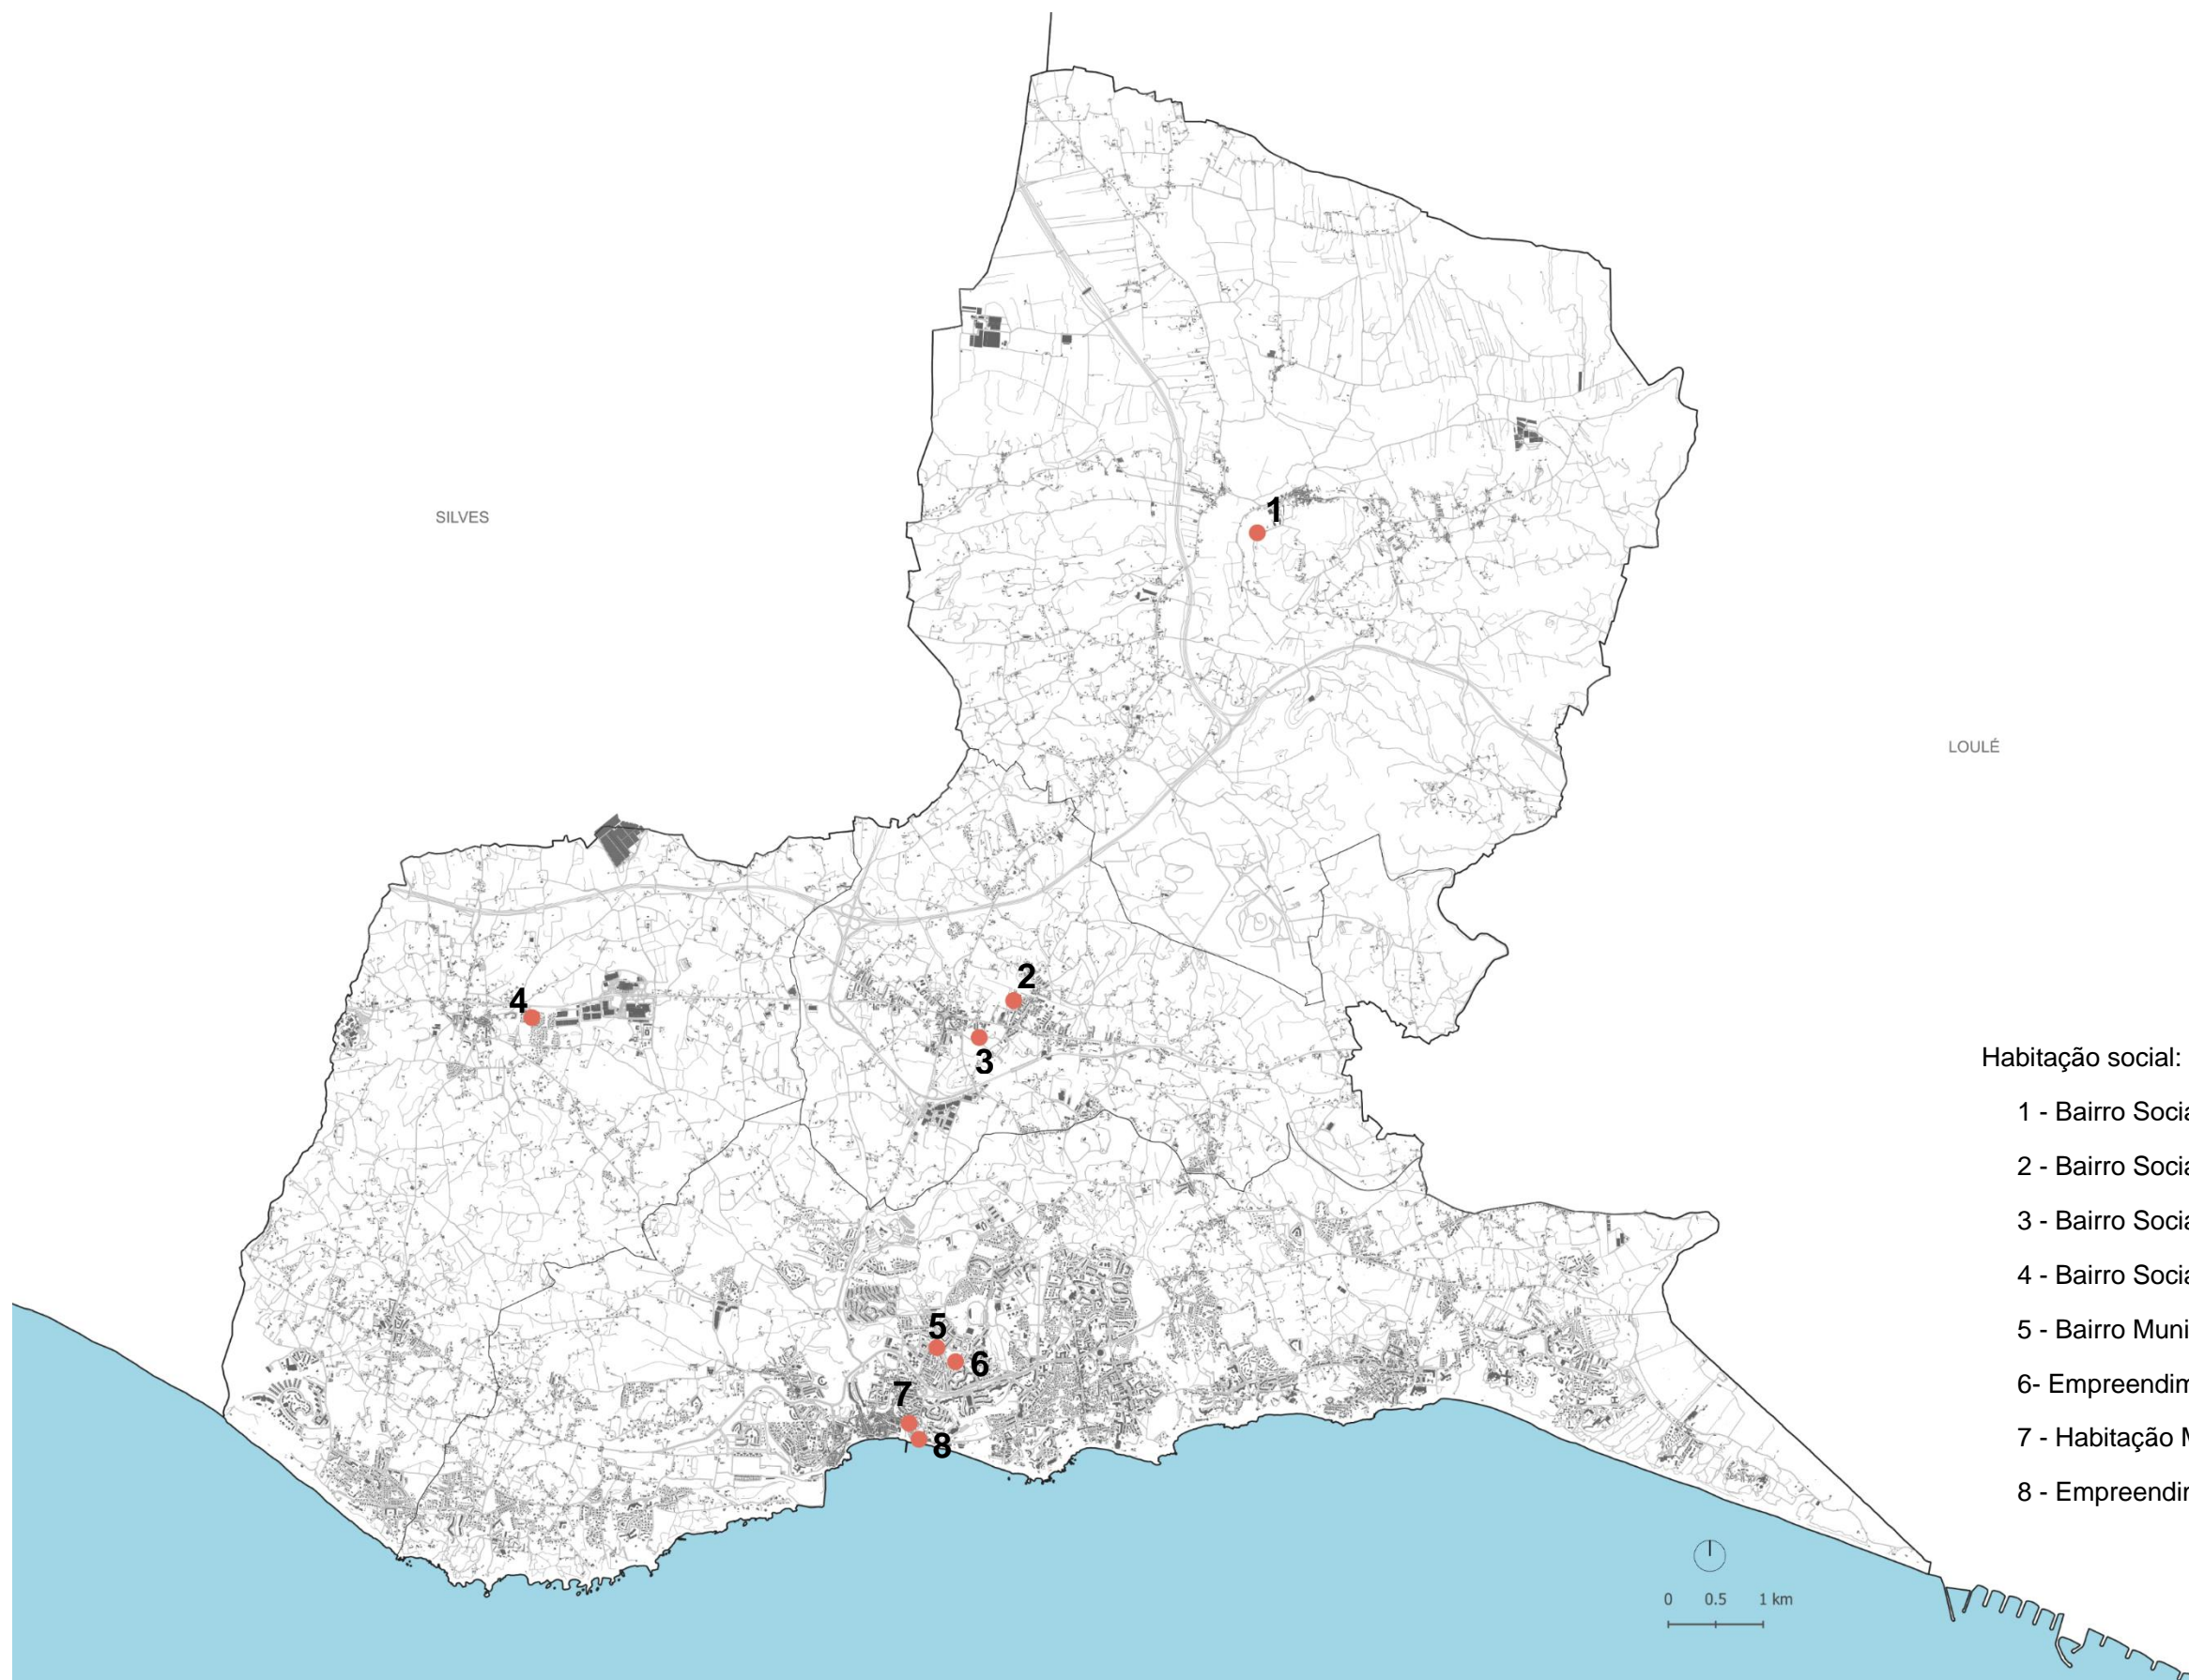 SILVES
1
LOULÉ
2
4
3
Habitação social:
1 - Bairro Socia
2 - Bairro Socia
3 - Bairro Socia
4 - Bairro Socia
5 - Bairro Muni
6- Empreendim
7 - Habitação M
8 - Empreendin
5
6
7
8
0 0.5 1 km